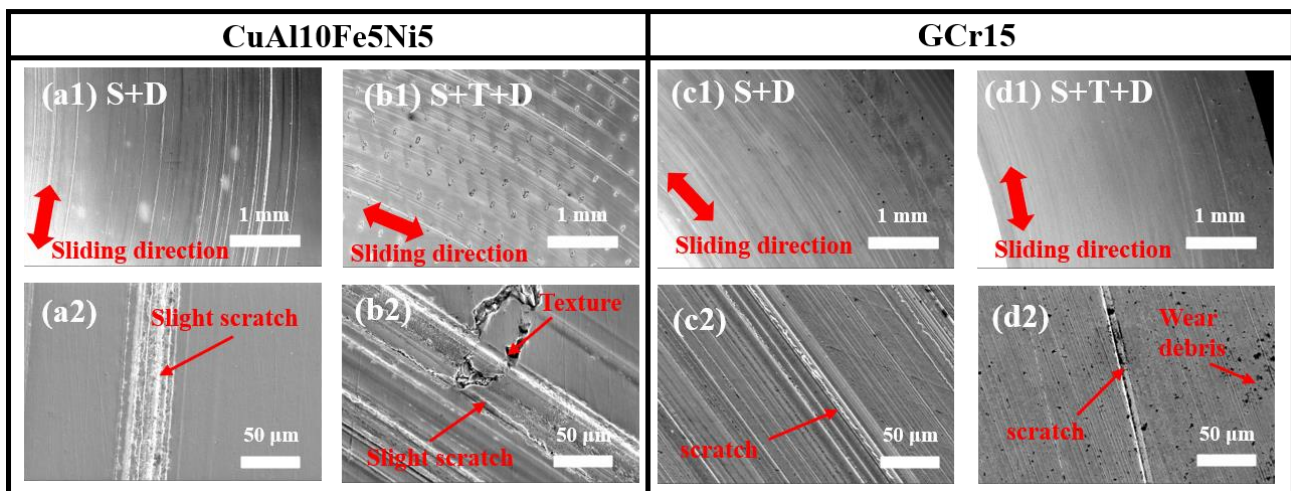 CuAl10Fe5Ni5
GCr15
(a1) S+D
1 mm
Sliding direction
(b1) S+T+D
1 mm
Sliding direction
(c1) S+D
1 mm
Sliding direction
(d1) S+T+D
1 mm
Sliding direction
(a2)
Slight scratch
50 μm
(b2)
Texture
Slight scratch
50 μm
(c2)
scratch
50 μm
(d2)
Wear
debris
scratch
50 μm